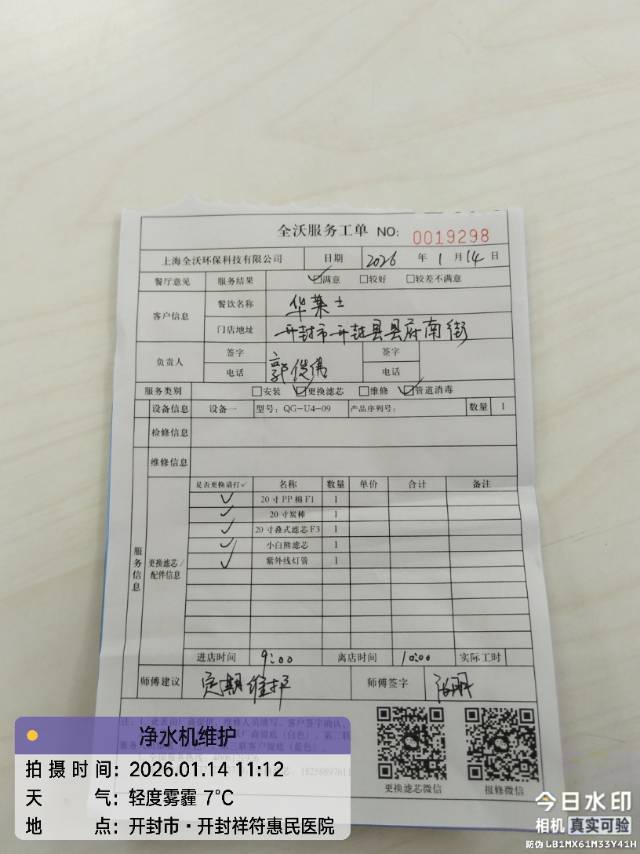 全沃服务工单 NO: 0019298
上海全沃环保科技有限公司 日期 2026 年 1 月 14 日
餐厅意见 服务结果 ☑满意 □较好 □较差不满意
客户信息 餐饮名称 华莱士
门店地址 开封市开封县县府南街
负责人 签字 郭俊伟 签字
电话 电话
服务类别 □安装 ☑更换滤芯 □维修 ☑管道消毒
设备信息 设备一 型号: QG-U4-09 产品序列号: 数量 1
检修信息
维修信息
服务信息
更换滤芯/配件信息
是否更换请打✓ 名称 数量 单价 合计 备注
✓ 20寸PP棉F1 1
✓ 20寸炭棒 1
✓ 20寸叠式滤芯F3 1
✓ 小白熊滤芯 1
✓ 紫外线灯管 1
进店时间 9:00 离店时间 10:00 实际工时
师傅建议 定期维护 师傅签字
更换滤芯微信 报修微信
净水机维护
拍摄时间: 2026.01.14 11:12
天 气: 轻度雾霾 7℃
地 点: 开封市·开封祥符惠民医院
今日水印
相机 真实可验
防伪 LB1MX61M33Y41H